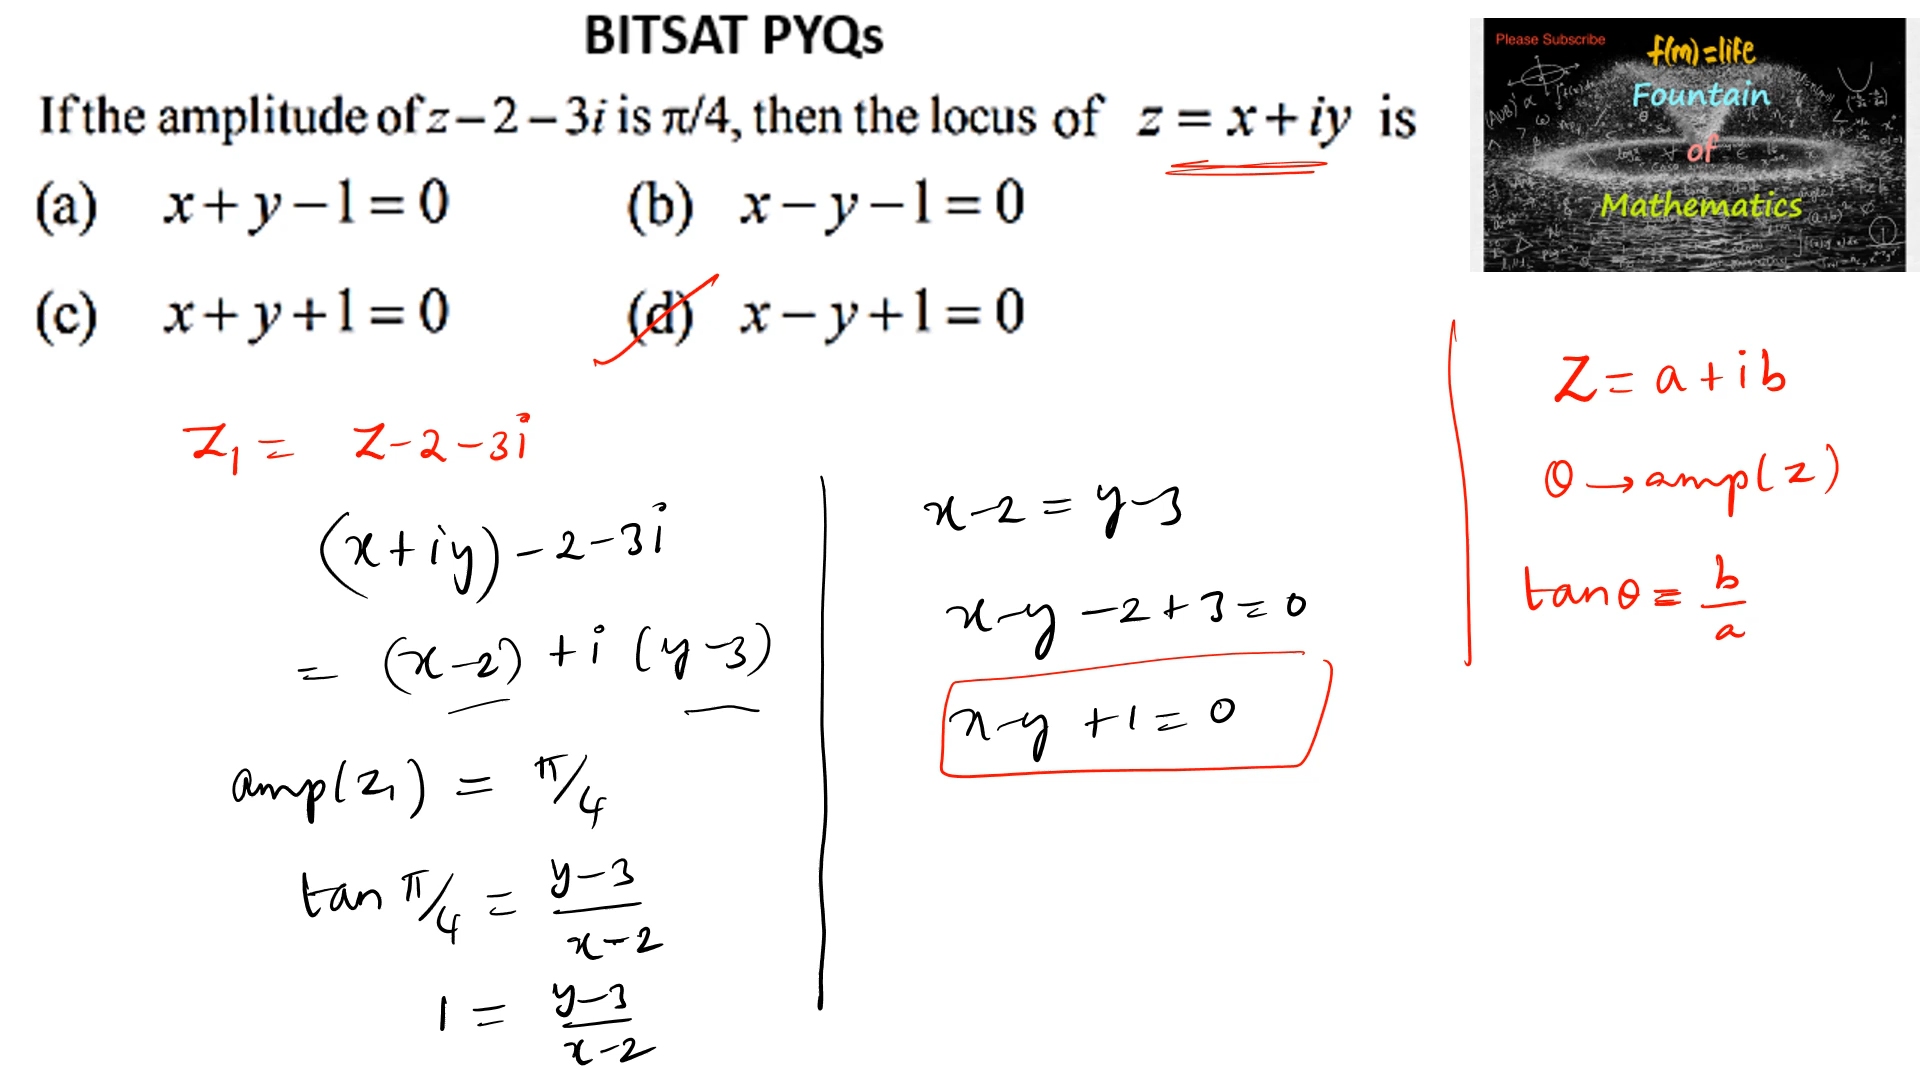 BITSAT PYQs
If the amplitude of z – 2 – 3i is π/4, then the locus of z = x + iy is
(a) x + y – 1 = 0 (b) x – y – 1 = 0
(c) x + y + 1 = 0 (d) x – y + 1 = 0
Please Subscribe
f(m) = life
Fountain
of
Mathematics
Z₁ = Z-2-3i
(x+iy) -2-3i
= (x-2) + i (y-3)
amp(z₁) = π/4
tan π/4 = (y-3)/(x-2)
1 = (y-3)/(x-2)
x-2 = y-3
x-y -2+3=0
x-y +1 = 0
Z = a+ib
θ → amp(z)
tanθ = b/a